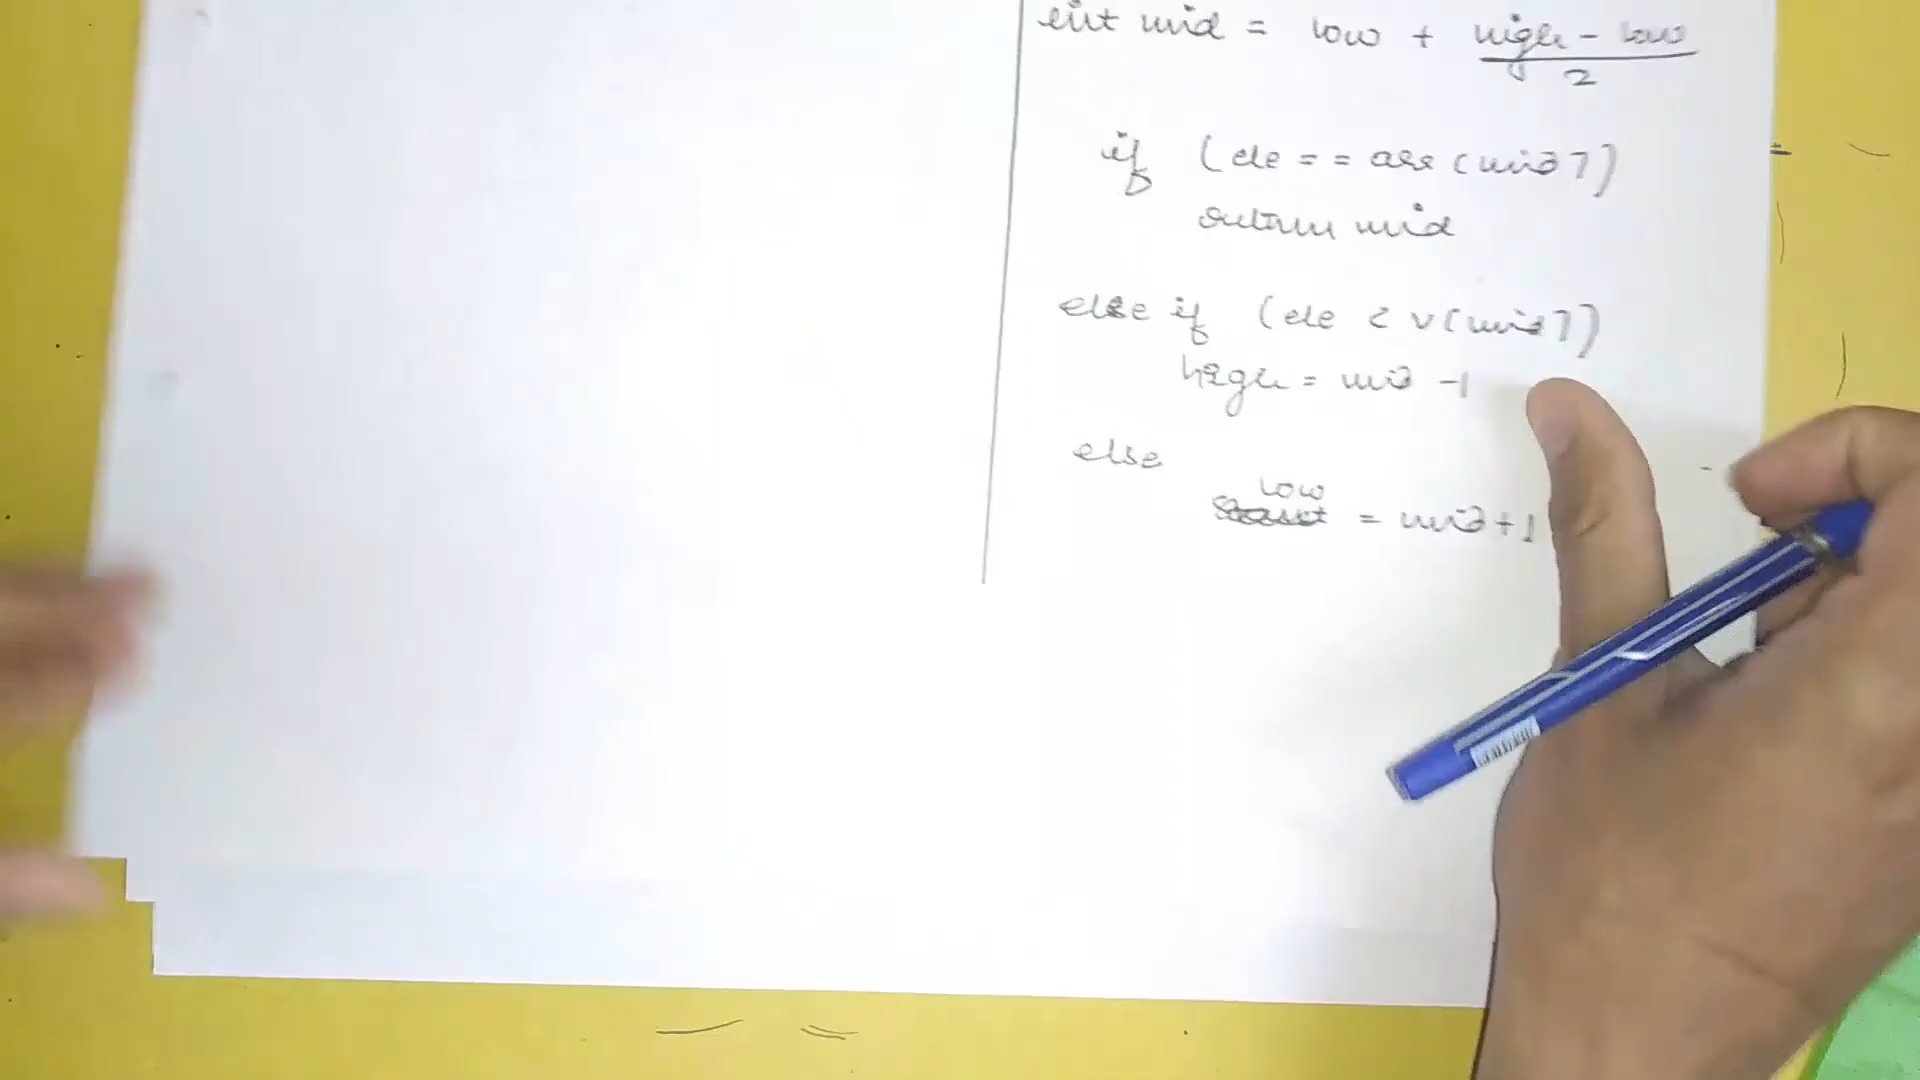 int mid = low + high - low
2
if (ele == arr[mid])
return mid
else if (ele < v[mid])
high = mid - 1
else
low
start = mid + 1